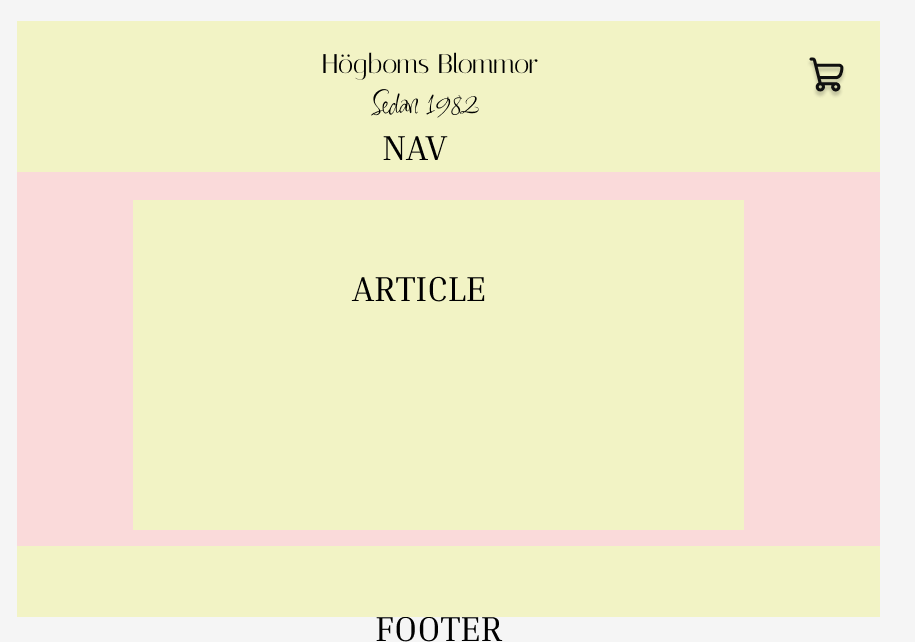 Högboms Blommor
Sedan 1982
NAV
ARTICLE
FOOTER